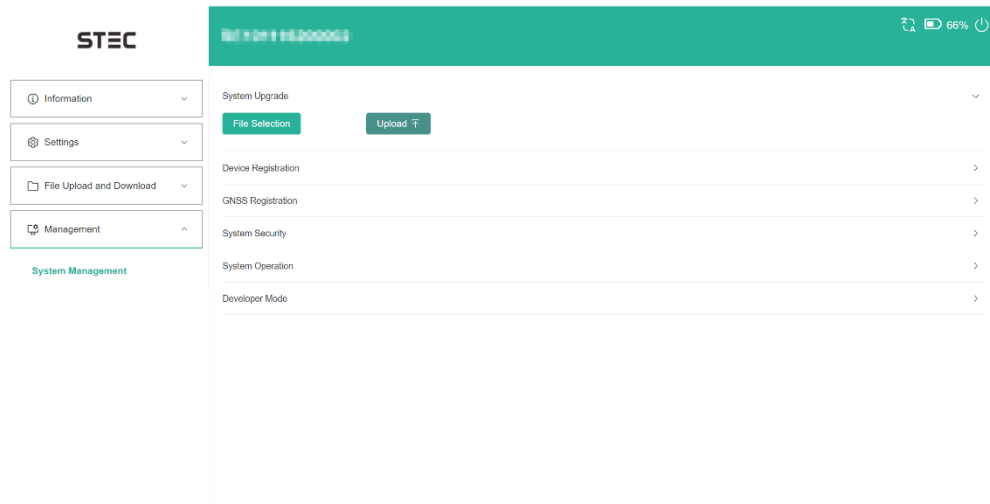 STEC
66%
Information
Settings
File Upload and Download
Management
System Management
System Upgrade
File Selection
Upload
Device Registration
GNSS Registration
System Security
System Operation
Developer Mode